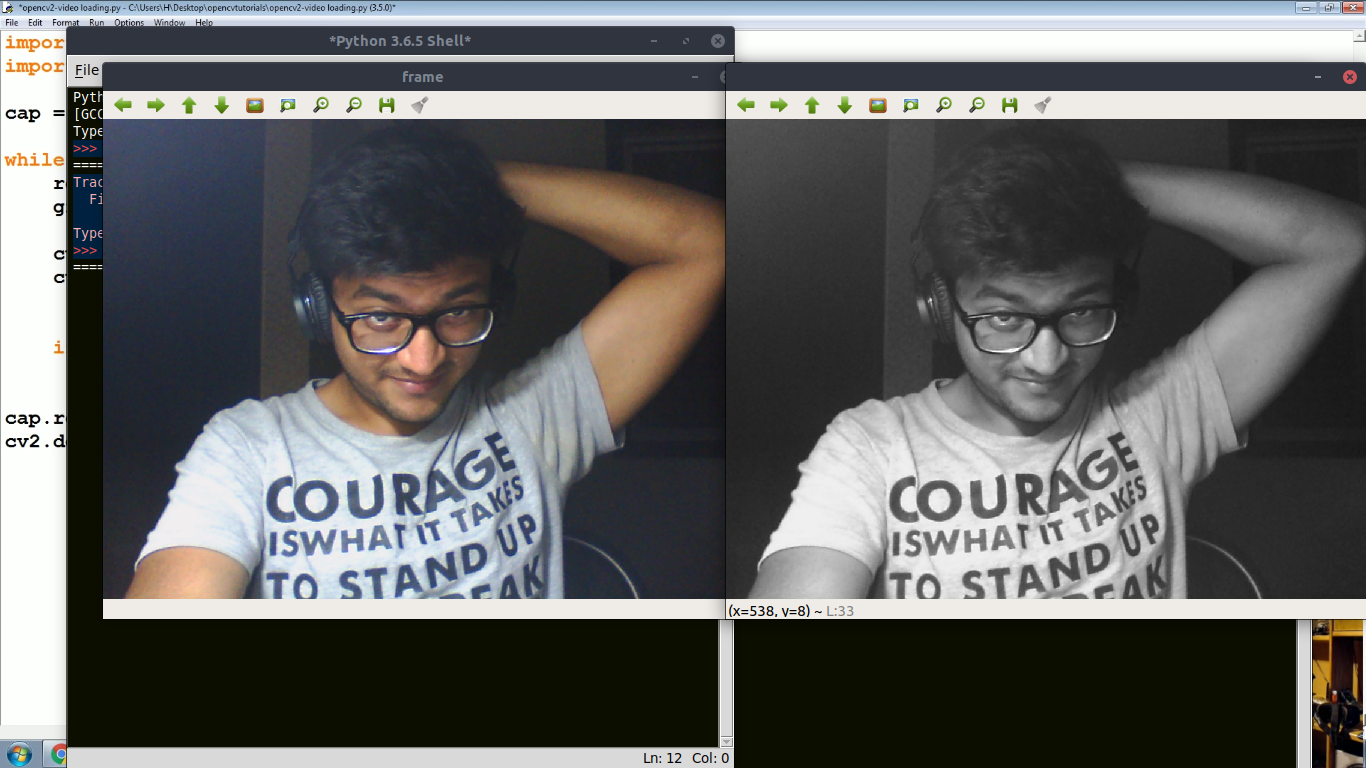 *opencv2-video loading.py - C:\Users\H\Desktop\opencvtutorials\opencv2-video loading.py (3.5.0)*
File Edit Format Run Options Window Help
impor
impor
cap =
while
r
g
c
c
i
cap.r
cv2.d
*Python 3.6.5 Shell*
File
Pyth
[GCC
Type
>>>
====
Trac
Fi
Type
>>>
====
frame
COURAGE
ISWHAT IT TAKES
TO STAND UP
EAK
COURAGE
ISWHAT IT TAKES
TO STAND UP
EAK
(x=538, y=8) ~ L:33
Ln: 12 Col: 0